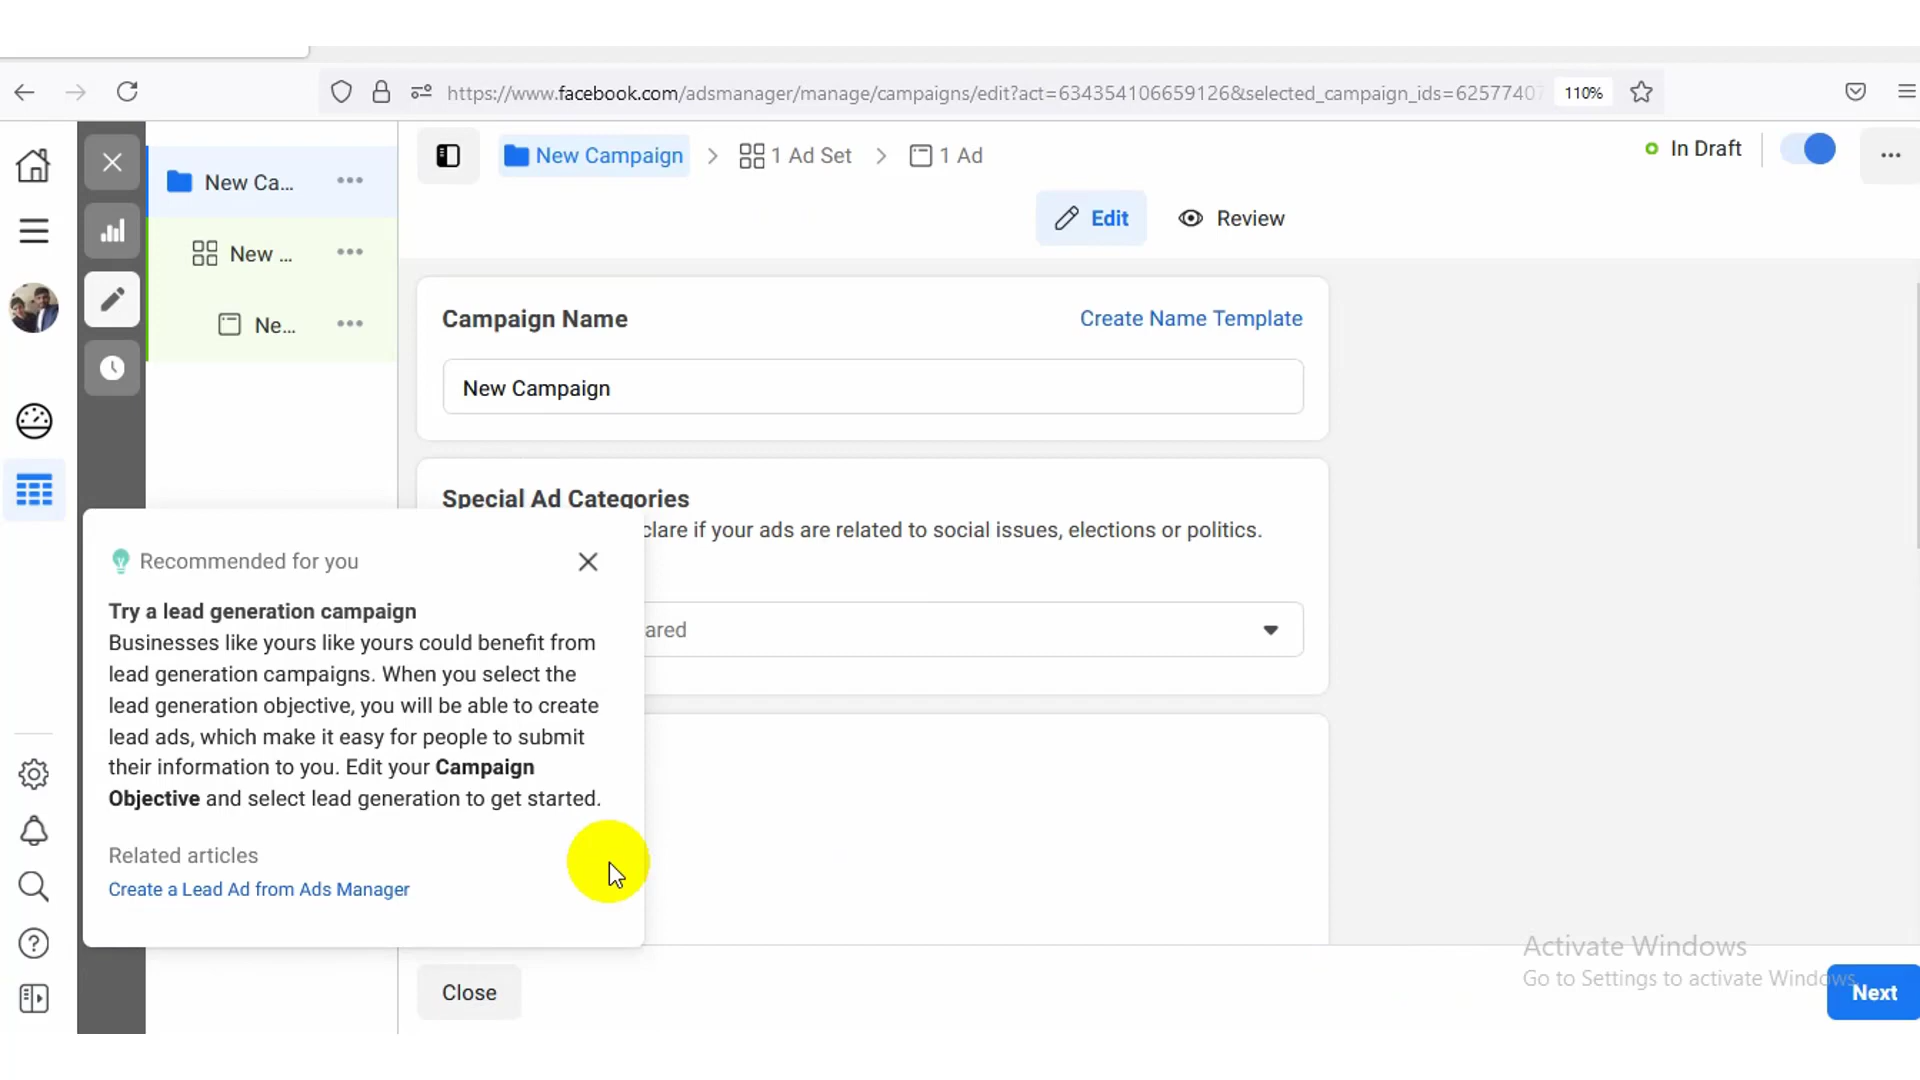 https://www.facebook.com/adsmanager/manage/campaigns/edit?act=634354106659126&selected_campaign_ids=62577407
110%
New Ca...
New ...
Ne...
New Campaign > 1 Ad Set > 1 Ad
In Draft
Edit
Review
Campaign Name
Create Name Template
New Campaign
Special Ad Categories
clare if your ads are related to social issues, elections or politics.
ared
Recommended for you
Try a lead generation campaign
Businesses like yours like yours could benefit from
lead generation campaigns. When you select the
lead generation objective, you will be able to create
lead ads, which make it easy for people to submit
their information to you. Edit your Campaign
Objective and select lead generation to get started.
Related articles
Create a Lead Ad from Ads Manager
Close
Activate Windows
Go to Settings to activate Windows.
Next